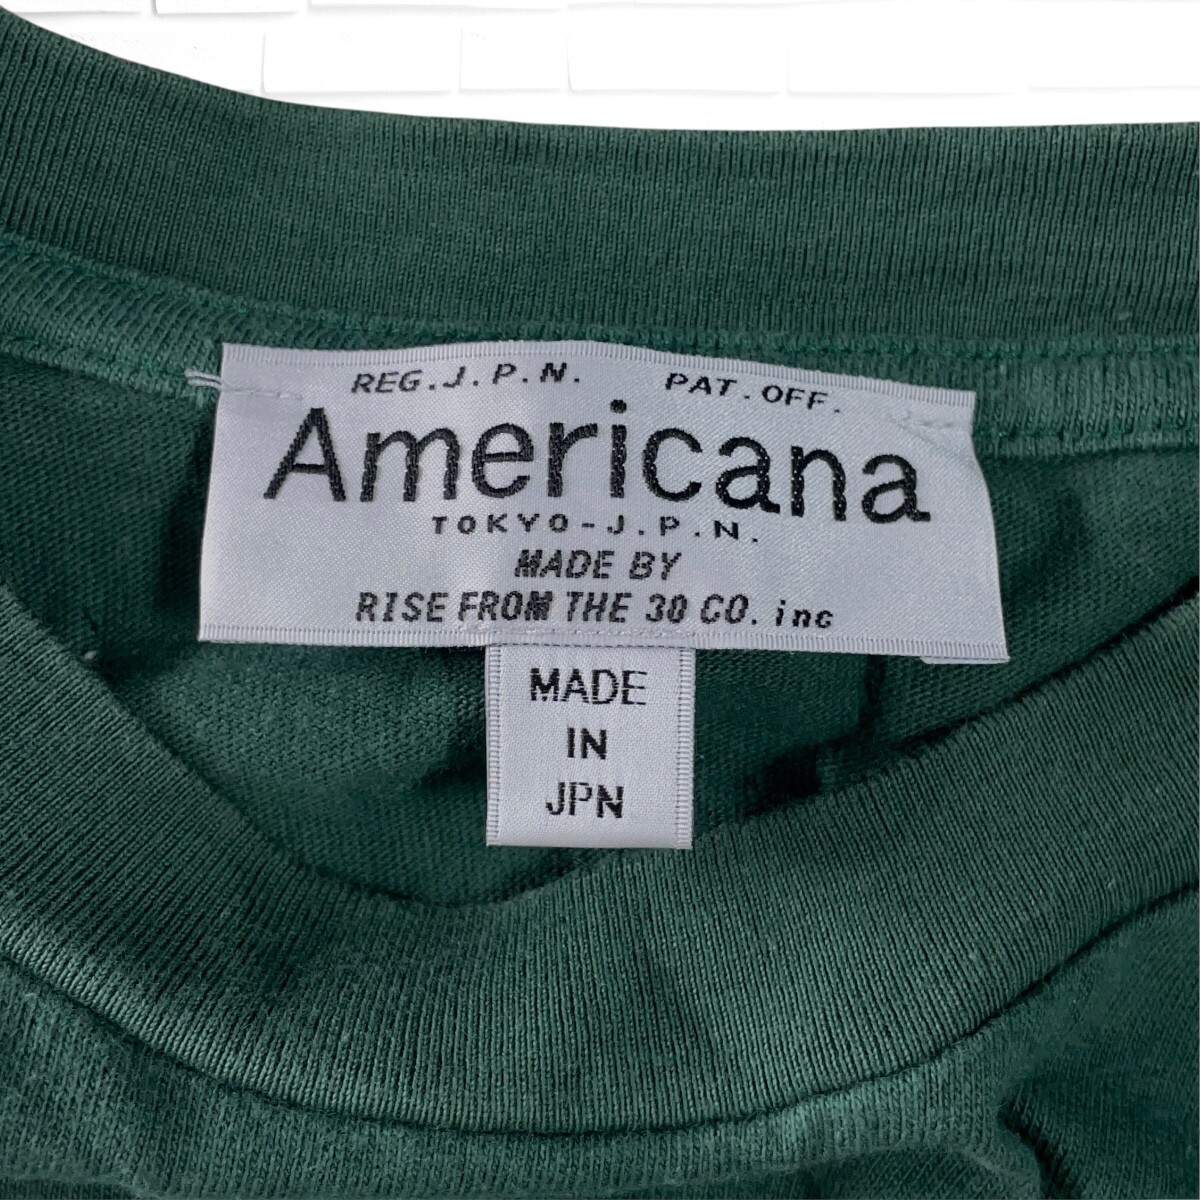 REG.J.P.N. PAT.OFF.
Americana
TOKYO-J.P.N.
MADE BY
RISE FROM THE 30 CO. inc
MADE
IN
JPN